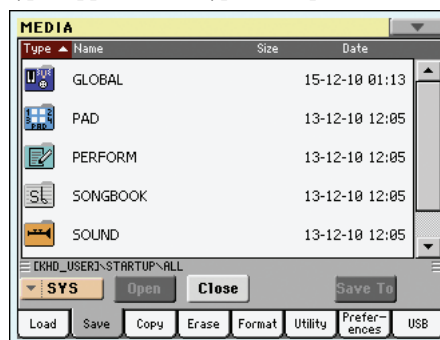 MEDIA
Type Name Size Date
GLOBAL 15-12-10 01:13
PAD 13-12-10 12:05
PERFORM 13-12-10 12:05
SONGBOOK 13-12-10 12:05
SOUND 13-12-10 12:05
[KHD_USER]\STARTUP\ALL
SYS Open Close Save To
Load Save Copy Erase Format Utility Prefer-ences USB